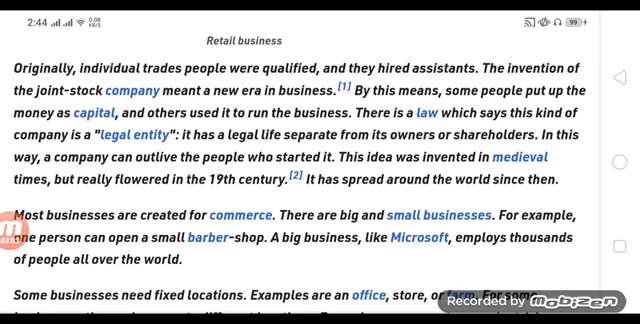 2:44 0.08 KB/S 99
Retail business
Originally, individual trades people were qualified, and they hired assistants. The invention of
the joint-stock company meant a new era in business.[1] By this means, some people put up the
money as capital, and others used it to run the business. There is a law which says this kind of
company is a "legal entity": it has a legal life separate from its owners or shareholders. In this
way, a company can outlive the people who started it. This idea was invented in medieval
times, but really flowered in the 19th century.[2] It has spread around the world since then.
Most businesses are created for commerce. There are big and small businesses. For example,
one person can open a small barber-shop. A big business, like Microsoft, employs thousands
of people all over the world.
Some businesses need fixed locations. Examples are an office, store, or farm. For some
Recorded by Mobizen